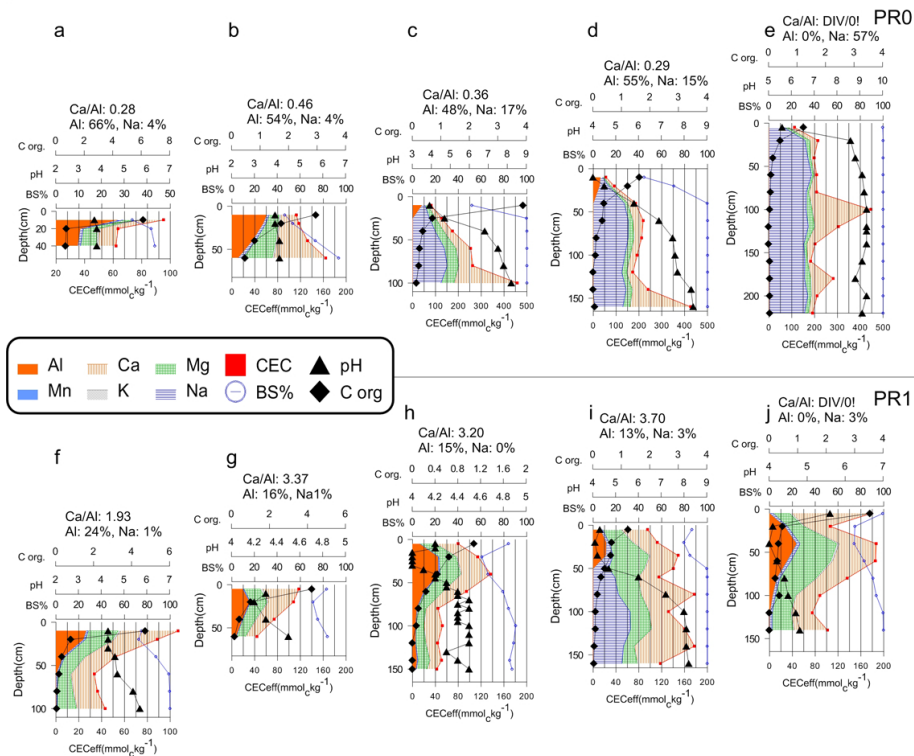 PR0
a
Ca/Al: 0.28
Al: 66%, Na: 4%
0 1 2 3 4 5 6 7 8
C org.
2 3 4 5 6 7
pH
0 10 20 30 40 50
BS%
Depth(cm)
0
20
40
20 40 60 80 100
CECeff(mmolckg-1)
b
Ca/Al: 0.46
Al: 54%, Na: 4%
0 1 2 3 4 5 6 7
2 3 4 5 6 7
0 20 40 60 80 100
Depth(cm)
0
50
0 40 80 120 160 200
CECeff(mmolckg-1)
c
Ca/Al: 0.36
Al: 48%, Na: 17%
0 1 2 3 4
3 4 5 6 7 8 9
0 20 40 60 80 100
Depth(cm)
0
50
100
0 100 200 300 400 500
CECeff(mmolckg-1)
d
Ca/Al: 0.29
Al: 55%, Na: 15%
C org.
0 1 2 3 4
pH
4 5 6 7 8 9
BS%
0 20 40 60 80 100
Depth(cm)
0
50
100
150
0 100 200 300 400 500
CECeff(mmolckg-1)
e
Ca/Al: DIV/0!
Al: 0%, Na: 57%
C org.
0 1 2 3 4
pH
5 6 7 8 9 10
BS%
0 20 40 60 80 100
Depth(cm)
0
50
100
150
200
0 100 200 300 400 500
CECeff(mmolckg-1)
Al Ca Mg CEC pH
Mn K Na BS% C org
PR1
f
Ca/Al: 1.93
Al: 24%, Na: 1%
C org.
0 2 4 6
pH
2 3 4 5 6 7
BS%
0 20 40 60 80 100
Depth(cm)
0
50
100
0 20 40 60 80 100
CECeff(mmolckg-1)
g
Ca/Al: 3.37
Al: 16%, Na1%
C org.
0 1 2 3 4 5
pH
4 4.2 4.4 4.6 4.8 5
BS%
0 20 40 60 80 100
Depth(cm)
0
50
0 40 80 120 160 200
CECeff(mmolckg-1)
h
Ca/Al: 3.20
Al: 15%, Na: 0%
C org.
0 0.4 0.8 1.2 1.6 2
pH
4 4.2 4.4 4.6 4.8 5
BS%
0 20 40 60 80 100
Depth(cm)
0
50
100
150
0 40 80 120 160 200
CECeff(mmolckg-1)
i
Ca/Al: 3.70
Al: 13%, Na: 3%
C org.
0 1 2 3 4
pH
4 5 6 7 8 9
BS%
0 20 40 60 80 100
Depth(cm)
0
50
100
150
0 40 80 120 160 200
CECeff(mmolckg-1)
j
Ca/Al: DIV/0!
Al: 0%, Na: 3%
C org.
0 1 2 3 4
pH
4 5 6 7
BS%
0 20 40 60 80 100
Depth(cm)
0
50
100
150
0 40 80 120 160 200
CECeff(mmolckg-1)